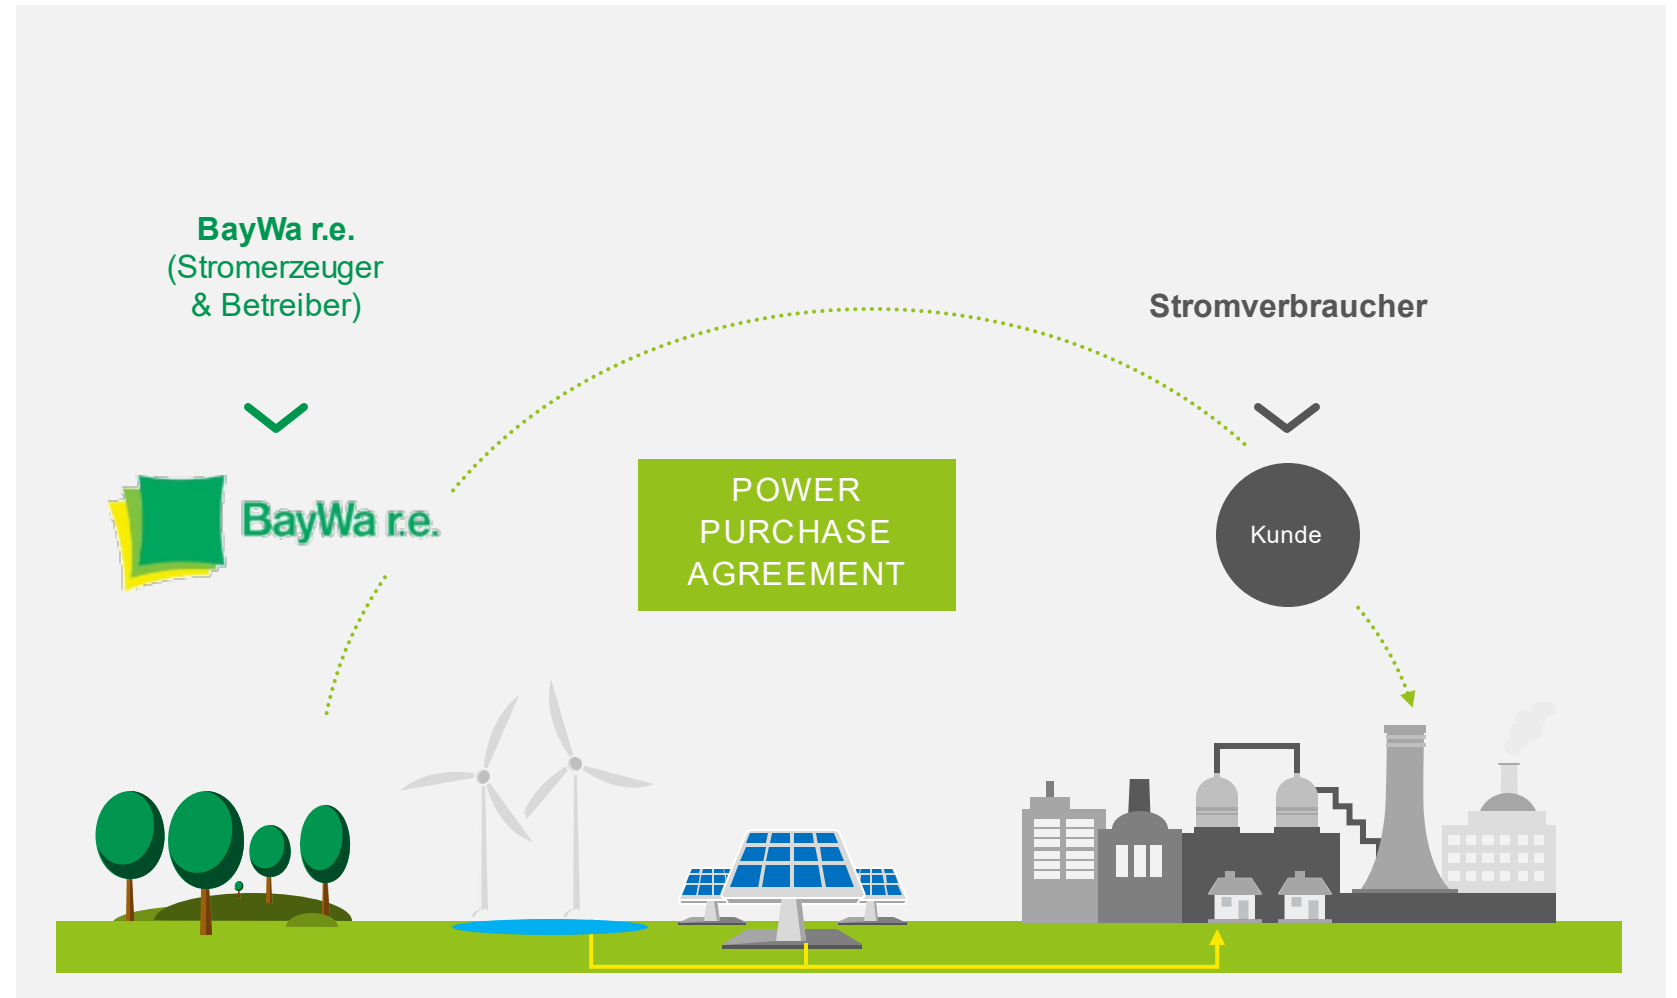 BayWa r.e.
(Stromerzeuger
& Betreiber)
Stromverbraucher
BayWa r.e.
POWER
PURCHASE
AGREEMENT
Kunde